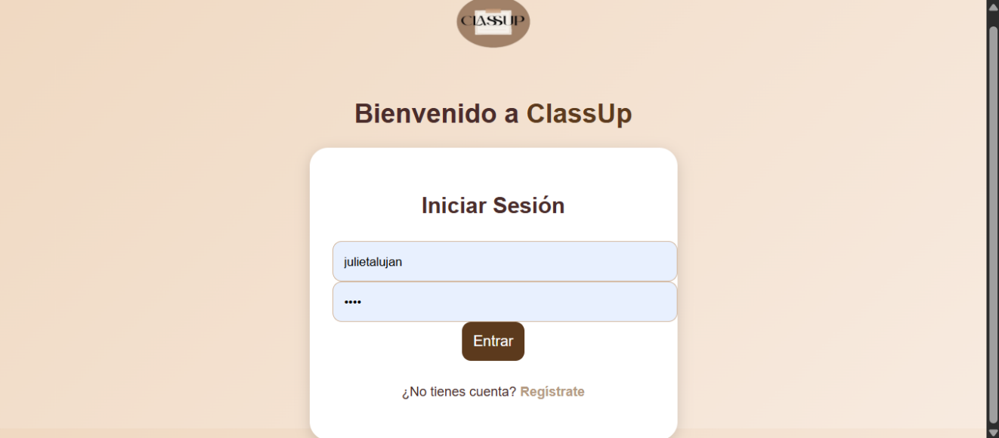 CLASSUP
Bienvenido a ClassUp
Iniciar Sesión
julietalujan
••••
Entrar
¿No tienes cuenta? Regístrate